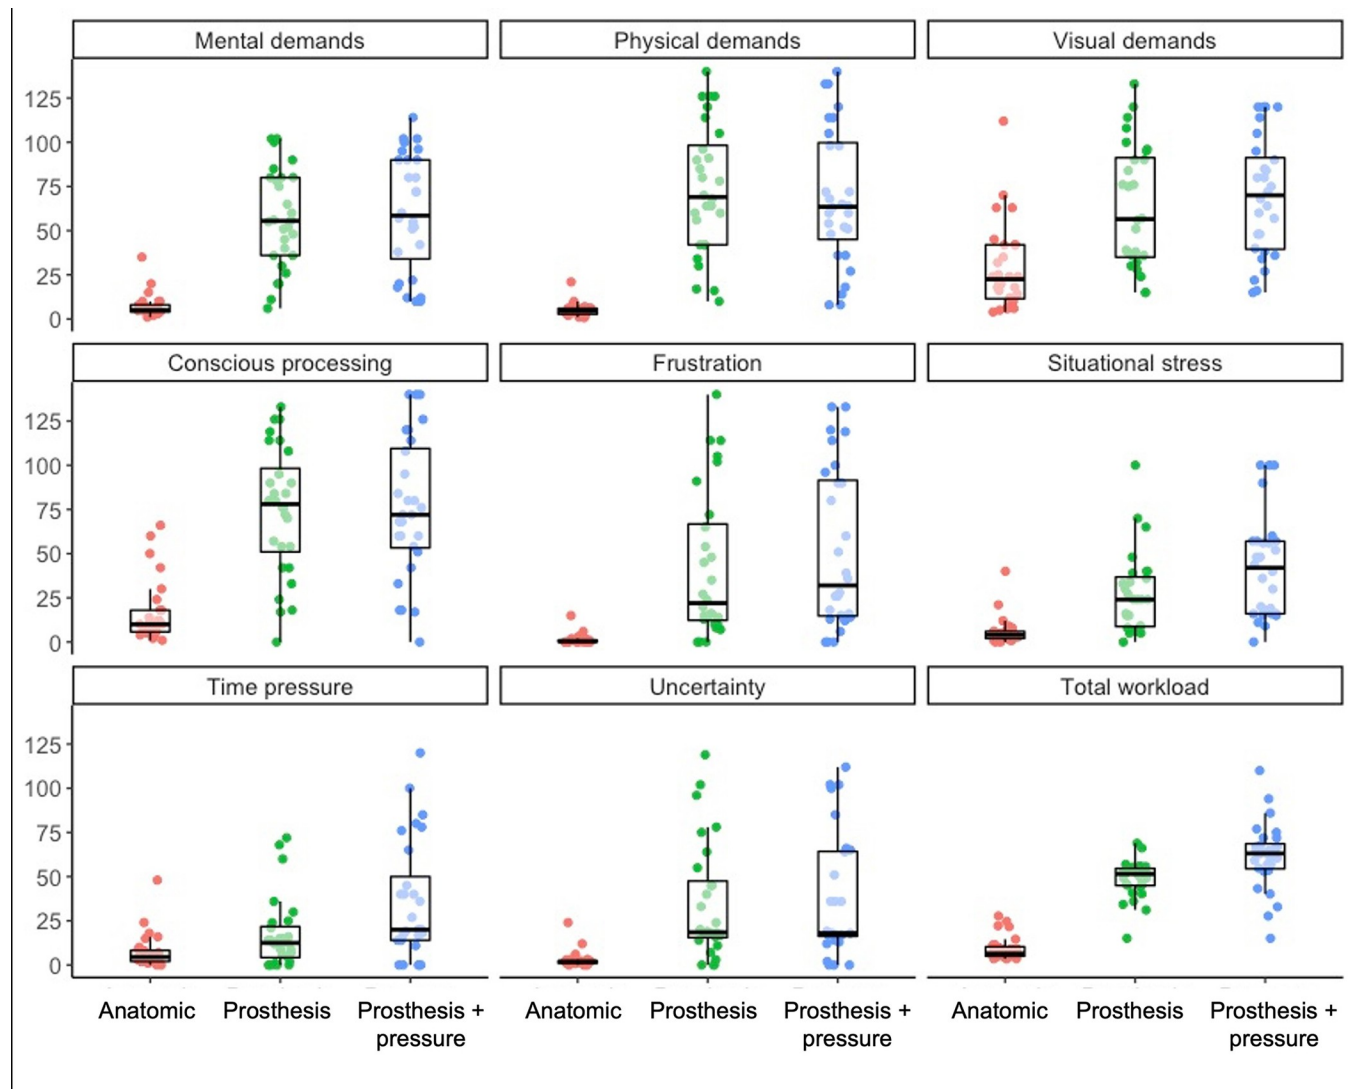 Mental demands
Physical demands
Visual demands
125
100
75
50
25
0
Conscious processing
Frustration
Situational stress
125
100
75
50
25
0
Time pressure
Uncertainty
Total workload
125
100
75
50
25
0
Anatomic Prosthesis Prosthesis +
pressure
Anatomic Prosthesis Prosthesis +
pressure
Anatomic Prosthesis Prosthesis +
pressure